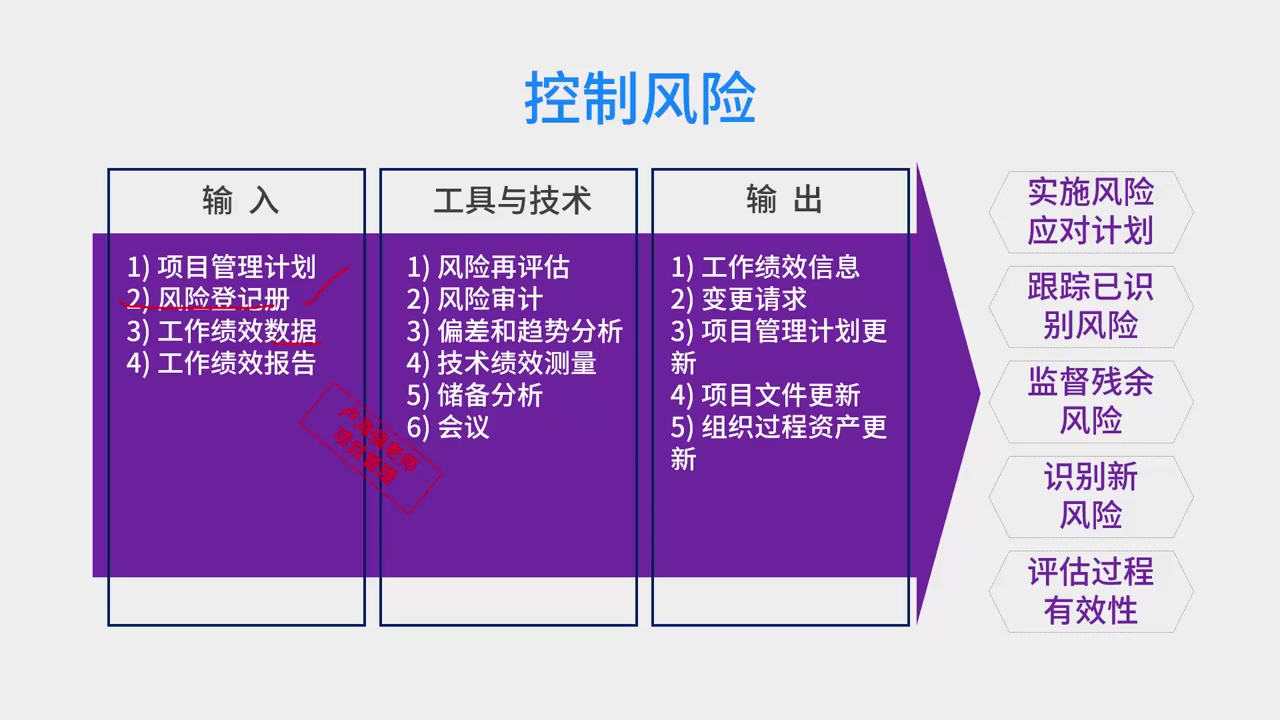 控制风险
输 入
1) 项目管理计划
2) 风险登记册
3) 工作绩效数据
4) 工作绩效报告
工具与技术
1) 风险再评估
2) 风险审计
3) 偏差和趋势分析
4) 技术绩效测量
5) 储备分析
6) 会议
输 出
1) 工作绩效信息
2) 变更请求
3) 项目管理计划更
新
4) 项目文件更新
5) 组织过程资产更
新
实施风险
应对计划
跟踪已识
别风险
监督残余
风险
识别新
风险
评估过程
有效性
老师
项目管理